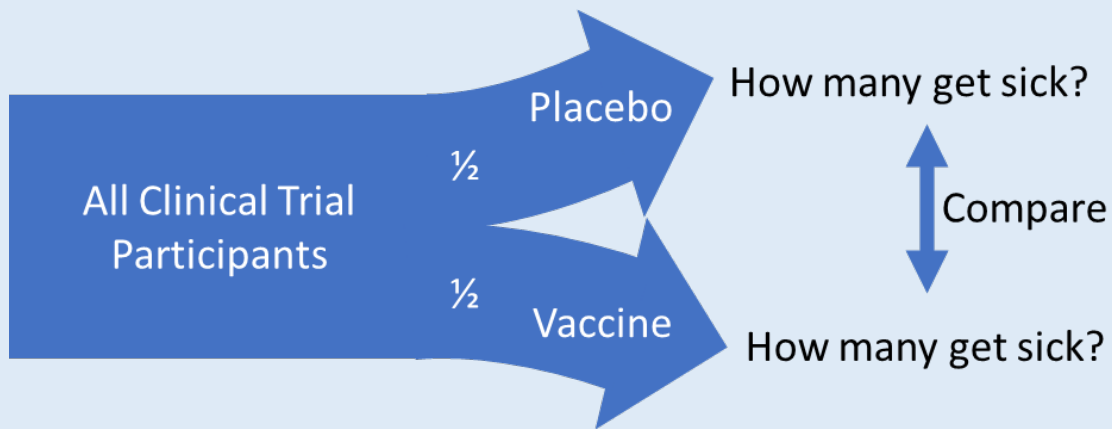 Placebo
How many get sick?
½
All Clinical Trial
Participants
Compare
½
Vaccine
How many get sick?